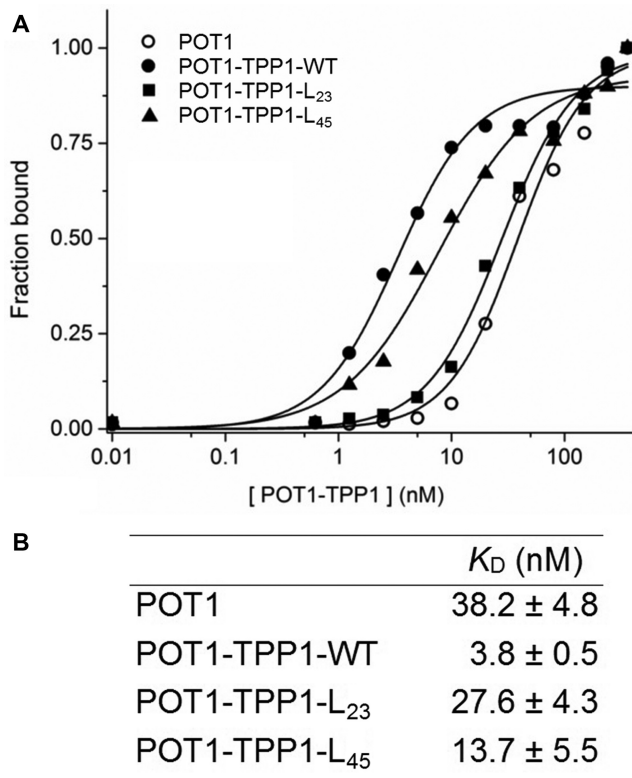 A
POT1
POT1-TPP1-WT
POT1-TPP1-L23
POT1-TPP1-L45
1.00
0.75
0.50
0.25
0.00
Fraction bound
0.01 0.1 1 10 100
[ POT1-TPP1 ] (nM)
B
KD (nM)
POT1 38.2 ± 4.8
POT1-TPP1-WT 3.8 ± 0.5
POT1-TPP1-L23 27.6 ± 4.3
POT1-TPP1-L45 13.7 ± 5.5